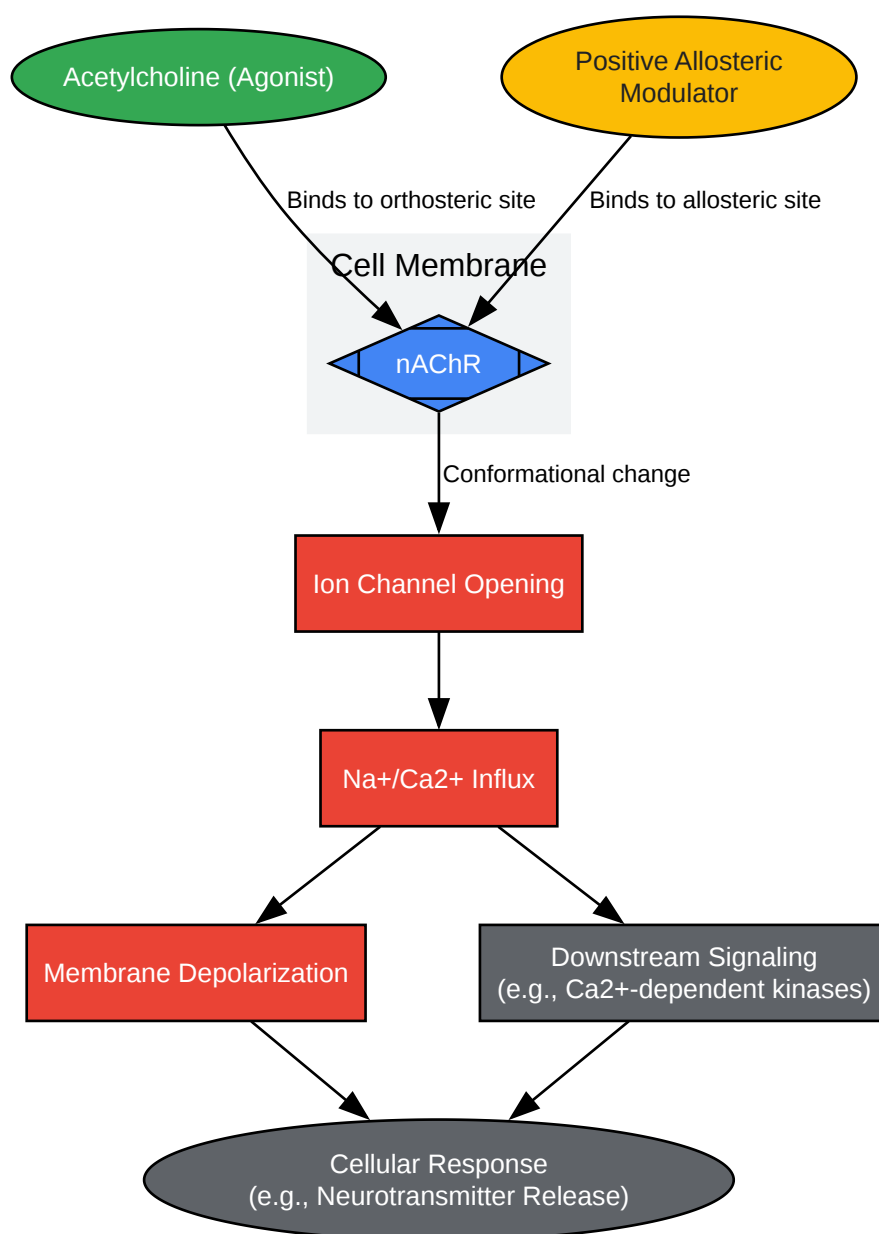 Acetylcholine (Agonist)
Positive Allosteric
Modulator
Binds to orthosteric site
Binds to allosteric site
Cell Membrane
nAChR
Conformational change
Ion Channel Opening
Na+/Ca2+ Influx
Membrane Depolarization
Downstream Signaling
(e.g., Ca2+-dependent kinases)
Cellular Response
(e.g., Neurotransmitter Release)